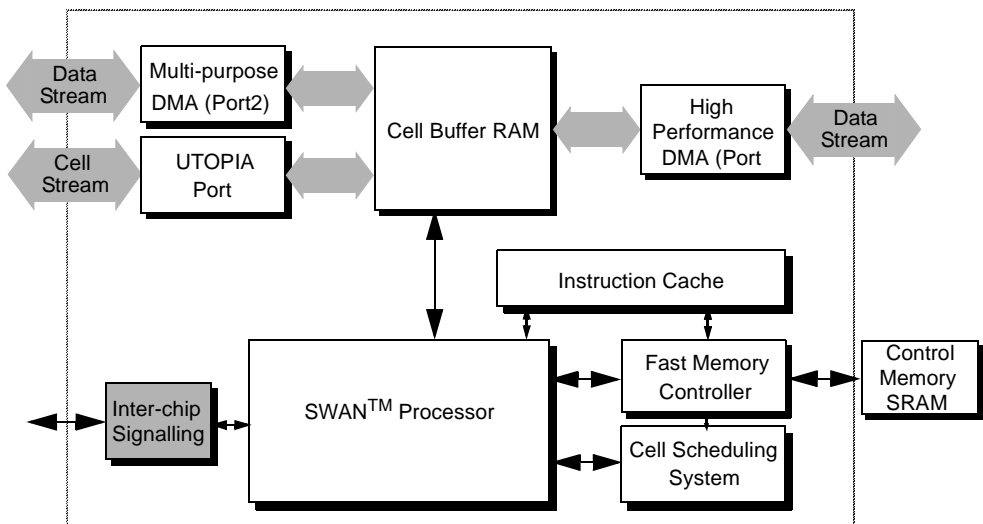 Data
Stream
Multi-purpose
DMA (Port2)
Cell Buffer RAM
High
Performance
DMA (Port
Data
Stream
Cell
Stream
UTOPIA
Port
Instruction Cache
SWAN™ Processor
Fast Memory
Controller
Control
Memory
SRAM
Inter-chip
Signalling
Cell Scheduling
System